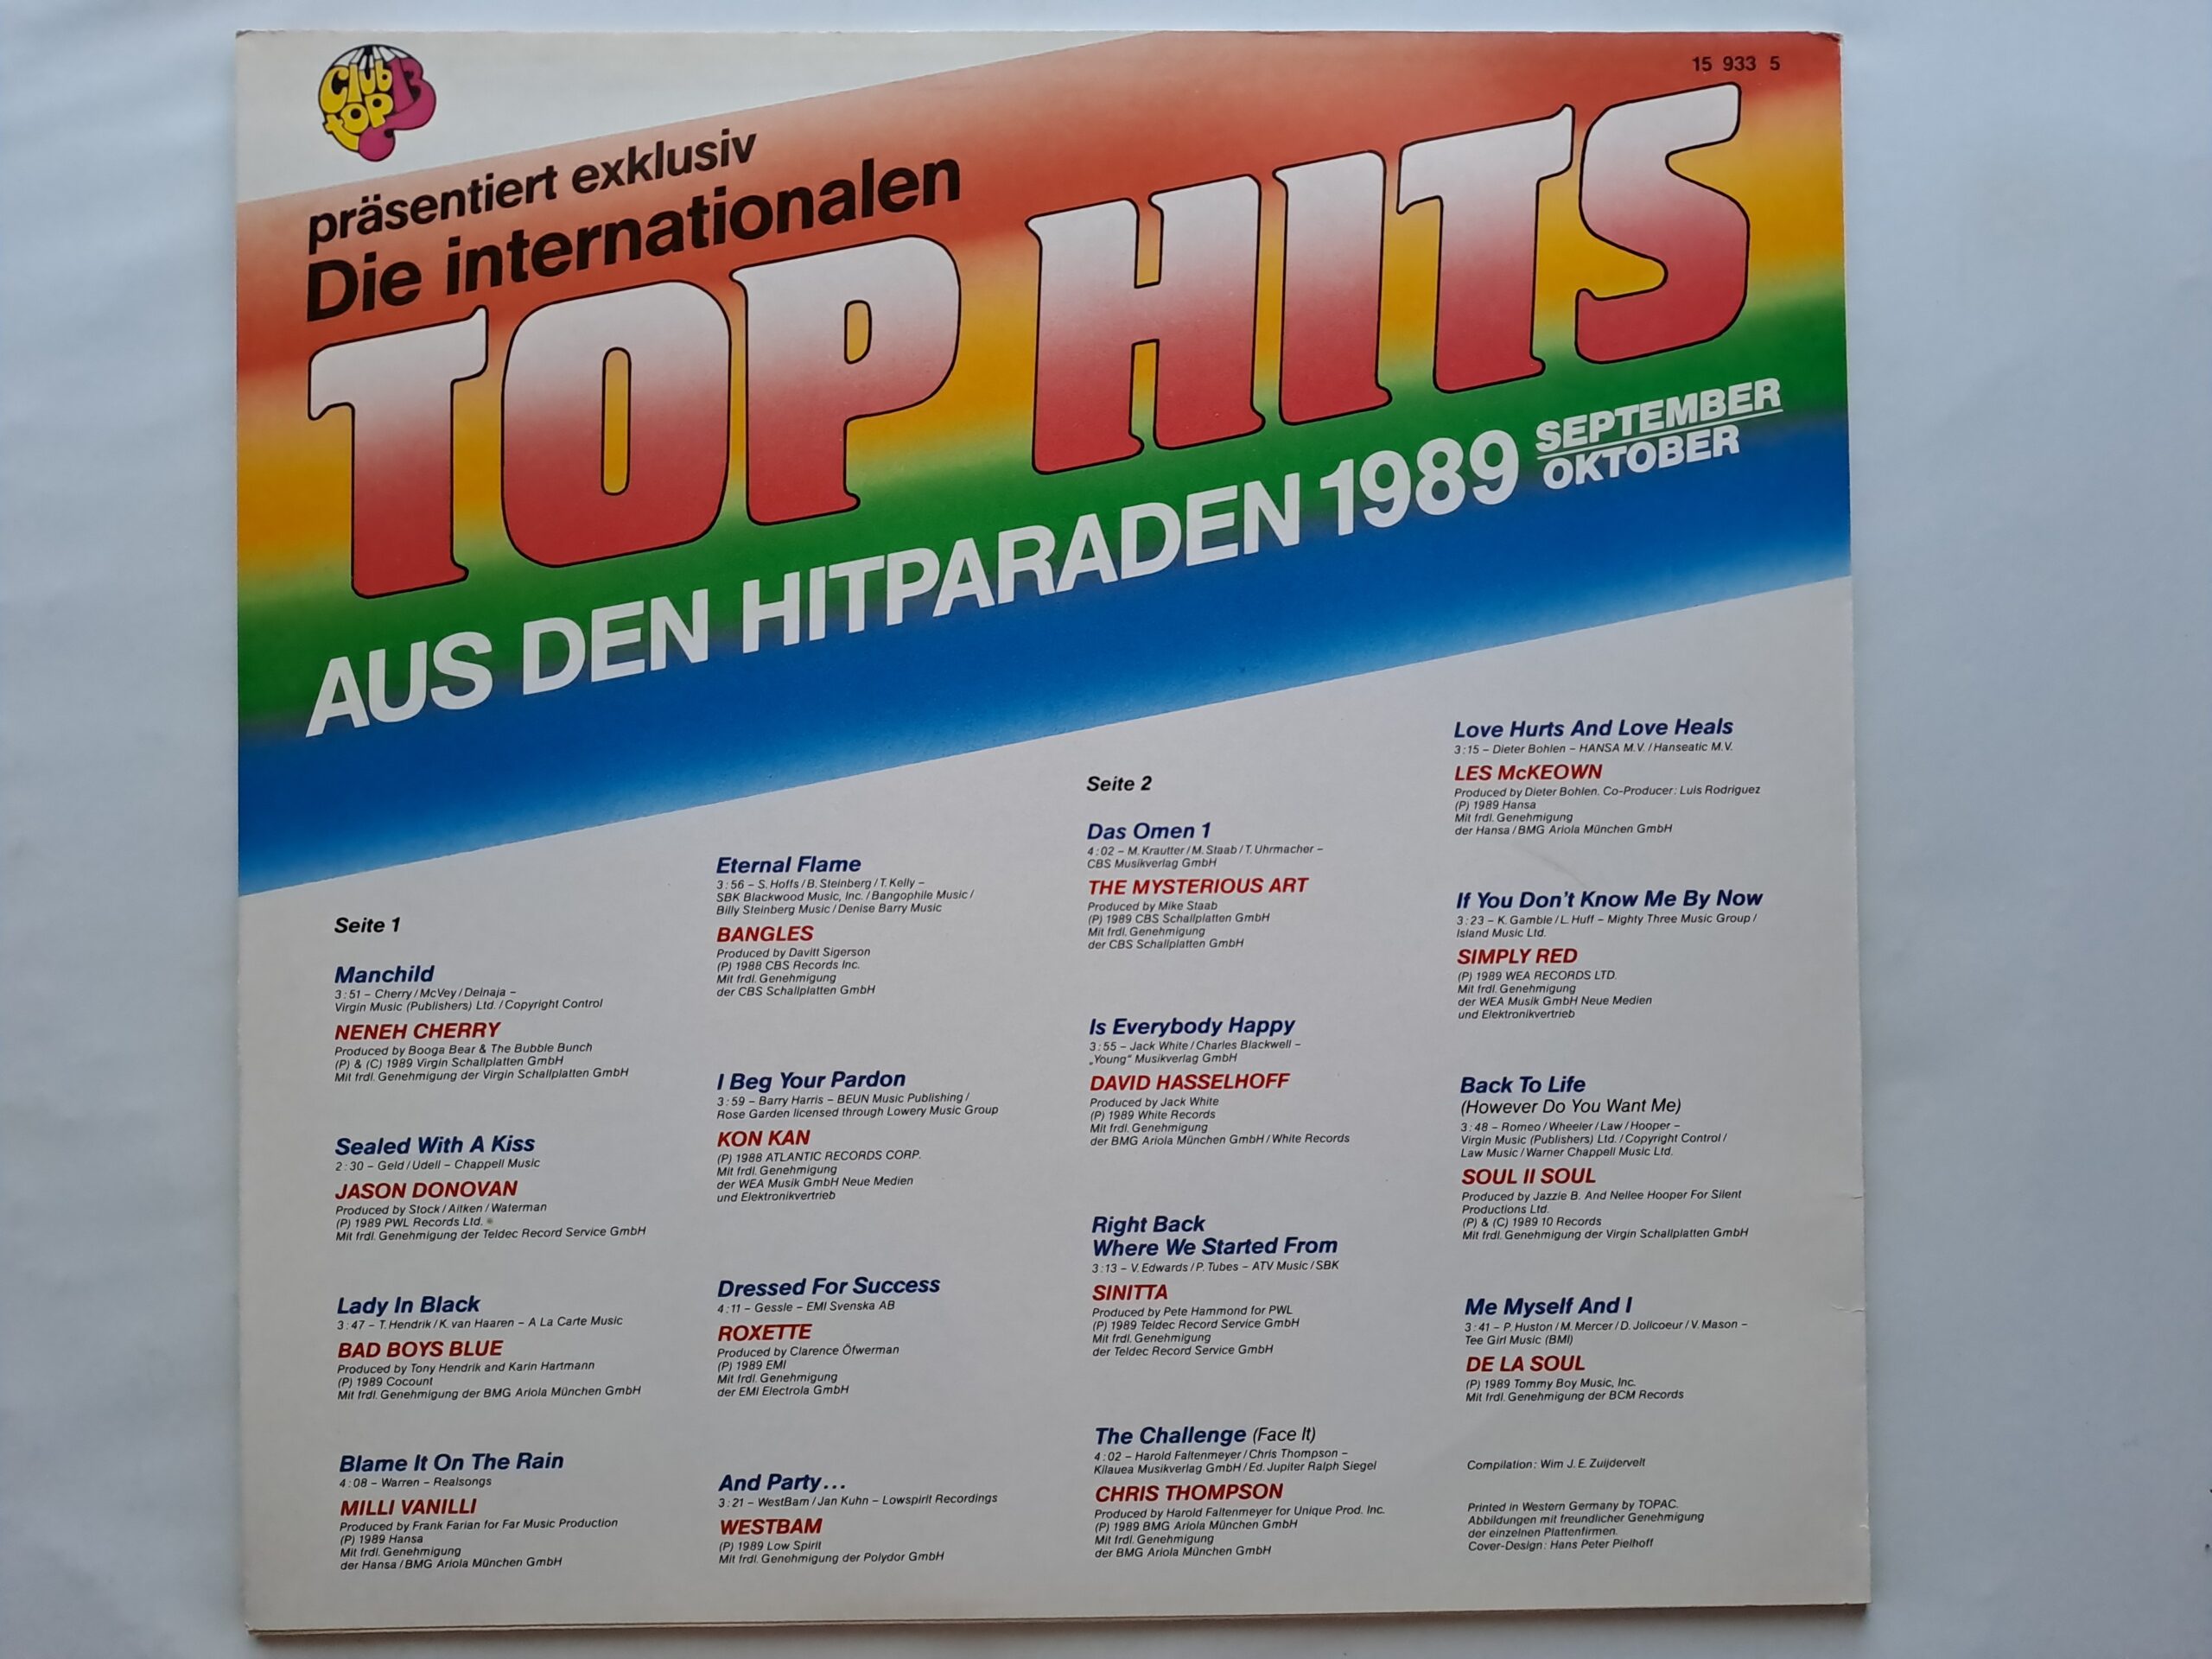 Club
top 13
15 933 5
präsentiert exklusiv
Die internationalen
TOP HITS
AUS DEN HITPARADEN 1989
SEPTEMBER
OKTOBER
Seite 1
Manchild
3:51 – Cherry / McVey / Delnaja –
Virgin Music (Publishers) Ltd. / Copyright Control
NENEH CHERRY
Produced by Booga Bear & The Bubble Bunch
(P) & (C) 1989 Virgin Schallplatten GmbH
Mit frdl. Genehmigung der Virgin Schallplatten GmbH
Sealed With A Kiss
2:30 – Geld / Udell – Chappell Music
JASON DONOVAN
Produced by Stock / Aitken / Waterman
(P) 1989 PWL Records Ltd.
Mit frdl. Genehmigung der Teldec Record Service GmbH
Lady In Black
3:47 – T. Hendrik / K. van Haaren – A La Carte Music
BAD BOYS BLUE
Produced by Tony Hendrik and Karin Hartmann
(P) 1989 Coconut
Mit frdl. Genehmigung der BMG Ariola München GmbH
Blame It On The Rain
4:08 – Warren – Realsongs
MILLI VANILLI
Produced by Frank Farian for Far Music Production
(P) 1989 Hansa
Mit frdl. Genehmigung
der Hansa / BMG Ariola München GmbH
Eternal Flame
3:56 – S. Hoffs / B. Steinberg / T. Kelly –
SBK Blackwood Music, Inc. / Bangophile Music /
Billy Steinberg Music / Denise Barry Music
BANGLES
Produced by Davitt Sigerson
(P) 1988 CBS Records Inc.
Mit frdl. Genehmigung
der CBS Schallplatten GmbH
I Beg Your Pardon
3:59 – Barry Harris – BEUN Music Publishing /
Rose Garden licensed through Lowery Music Group
KON KAN
(P) 1988 ATLANTIC RECORDS CORP.
Mit frdl. Genehmigung
der WEA Musik GmbH Neue Medien
und Elektronikvertrieb
Dressed For Success
4:11 – Gessle – EMI Svenska AB
ROXETTE
Produced by Clarence Öfwerman
(P) 1989 EMI
Mit frdl. Genehmigung
der EMI Electrola GmbH
And Party...
3:21 – WestBam / Jan Kuhn – Lowspirit Recordings
WESTBAM
(P) 1989 Low Spirit
Mit frdl. Genehmigung der Polydor GmbH
Seite 2
Das Omen 1
4:02 – M. Krautter / M. Staab / T. Uhrmacher –
CBS Musikverlag GmbH
THE MYSTERIOUS ART
Produced by Mike Staab
(P) 1989 CBS Schallplatten GmbH
Mit frdl. Genehmigung
der CBS Schallplatten GmbH
Is Everybody Happy
3:55 – Jack White / Charles Blackwell –
„Young“ Musikverlag GmbH
DAVID HASSELHOFF
Produced by Jack White
(P) 1989 White Records
Mit frdl. Genehmigung
der BMG Ariola München GmbH / White Records
Right Back
Where We Started From
3:13 – V. Edwards / P. Tubes – ATV Music / SBK
SINITTA
Produced by Pete Hammond for PWL
(P) 1989 Teldec Record Service GmbH
Mit frdl. Genehmigung
der Teldec Record Service GmbH
The Challenge (Face It)
4:02 – Harold Faltenmeyer / Chris Thompson –
Kilauea Musikverlag GmbH / Ed. Jupiter Ralph Siegel
CHRIS THOMPSON
Produced by Harold Faltenmeyer for Unique Prod. Inc.
(P) 1989 BMG Ariola München GmbH
Mit frdl. Genehmigung
der BMG Ariola München GmbH
Love Hurts And Love Heals
3:15 – Dieter Bohlen – HANSA M.V. / Hanseatic M.V.
LES McKEOWN
Produced by Dieter Bohlen. Co-Producer: Luis Rodriguez
(P) 1989 Hansa
Mit frdl. Genehmigung
der Hansa / BMG Ariola München GmbH
If You Don't Know Me By Now
3:23 – K. Gamble / L. Huff – Mighty Three Music Group /
Island Music Ltd.
SIMPLY RED
(P) 1989 WEA RECORDS LTD.
Mit frdl. Genehmigung
der WEA Musik GmbH Neue Medien
und Elektronikvertrieb
Back To Life
(However Do You Want Me)
3:48 – Romeo / Wheeler / Law / Hooper –
Virgin Music (Publishers) Ltd. / Copyright Control /
Law Music / Warner Chappell Music Ltd.
SOUL II SOUL
Produced by Jazzie B. And Nellee Hooper For Silent
Productions Ltd.
(P) & (C) 1989 10 Records
Mit frdl. Genehmigung der Virgin Schallplatten GmbH
Me Myself And I
3:41 – P. Huston / M. Mercer / D. Jolicoeur / V. Mason –
Tee Girl Music (BMI)
DE LA SOUL
(P) 1989 Tommy Boy Music, Inc.
Mit frdl. Genehmigung der BCM Records
Compilation: Wim J. E. Zuijdervelt
Printed in Western Germany by TOPAC.
Abbildungen mit freundlicher Genehmigung
der einzelnen Plattenfirmen.
Cover-Design: Hans Peter Pielhoff